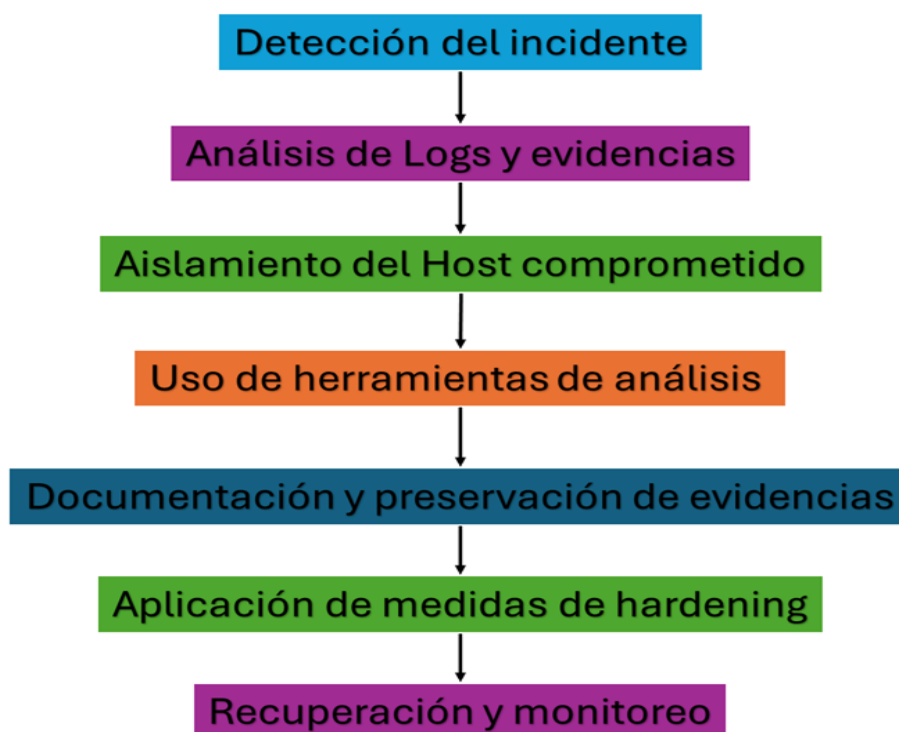 Detección del incidente
Análisis de Logs y evidencias
Aislamiento del Host comprometido
Uso de herramientas de análisis
Documentación y preservación de evidencias
Aplicación de medidas de hardening
Recuperación y monitoreo